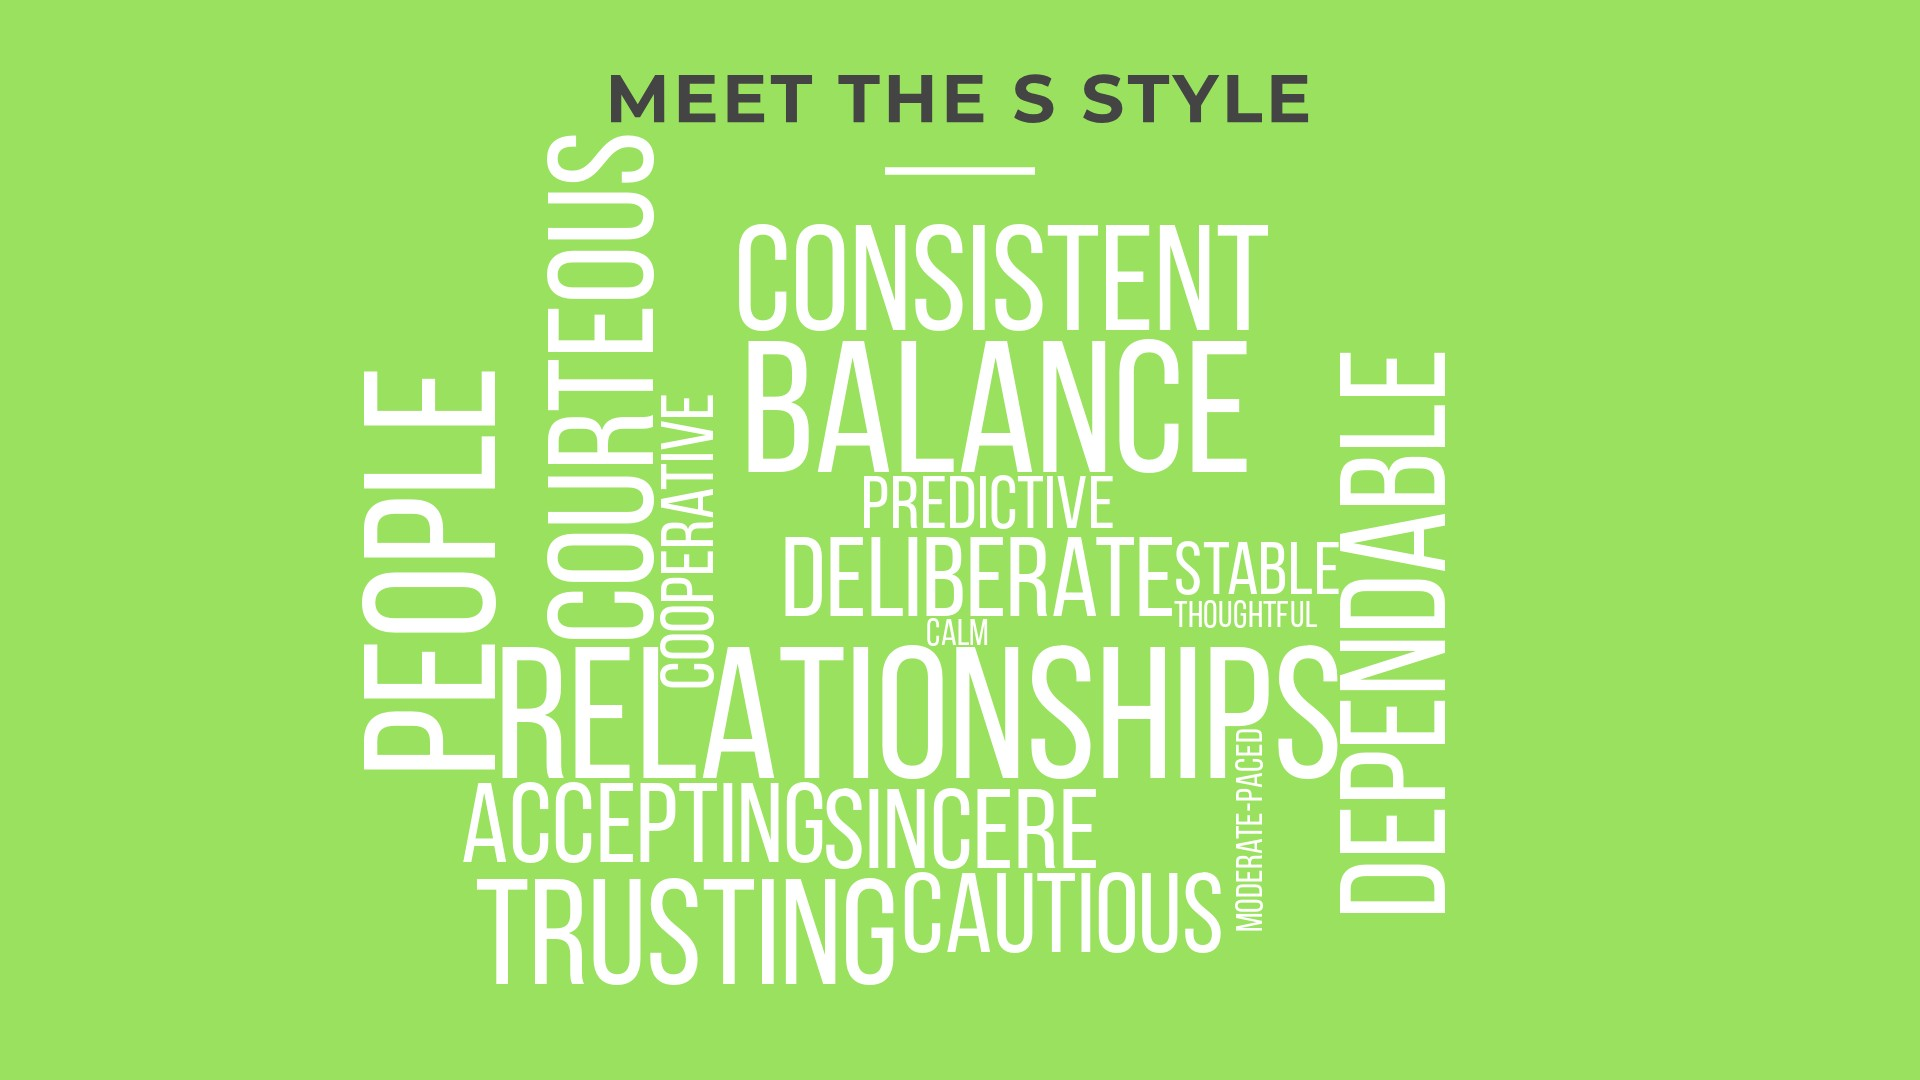 MEET THE S STYLE
COURTEOUS
CONSISTENT
BALANCE
PEOPLE
COOPERATIVE
DEPENDABLE
PREDICTIVE
DELIBERATE
STABLE
THOUGHTFUL
CALM
RELATIONSHIPS
MODERATE-PACED
ACCEPTING
SINCERE
TRUSTING
CAUTIOUS